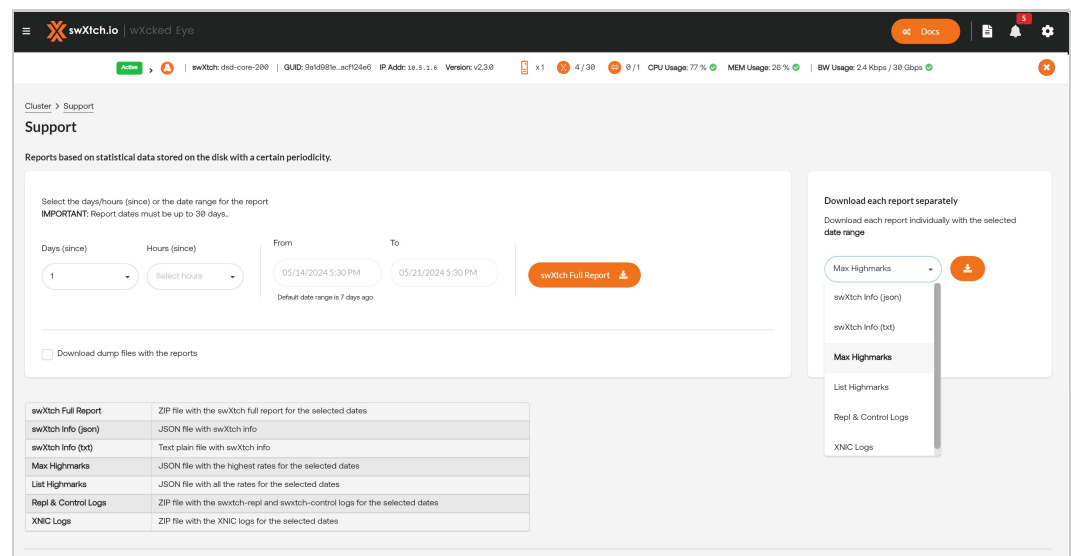 swXtch.io | wXcked Eye
Docs
5
Active > A | swXtch: dsd-core-200 | GUID: 9a1d981e...acf124e6 IP Addr: 10.5.1.6 Version: v2.3.0 x1 4/30 0/1 CPU Usage: 77 % MEM Usage: 26 % | BW Usage: 2.4 Kbps / 30 Gbps
Cluster > Support
Support
Reports based on statistical data stored on the disk with a certain periodicity.
Select the days/hours (since) or the date range for the report
IMPORTANT: Report dates must be up to 30 days..
Days (since)
Hours (since)
From
To
1
Select hours
05/14/2024 5:30 PM
05/21/2024 5:30 PM
Default date range is 7 days ago
swXtch Full Report
Download dump files with the reports
Download each report separately
Download each report individually with the selected
date range
Max Highmarks
swXtch Info (json)
swXtch Info (txt)
Max Highmarks
List Highmarks
Repl & Control Logs
XNIC Logs
swXtch Full Report ZIP file with the swXtch full report for the selected dates
swXtch Info (json) JSON file with swXtch info
swXtch Info (txt) Text plain file with swXtch info
Max Highmarks JSON file with the highest rates for the selected dates
List Highmarks JSON file with all the rates for the selected dates
Repl & Control Logs ZIP file with the swxtch-repl and swxtch-control logs for the selected dates
XNIC Logs ZIP file with the XNIC logs for the selected dates